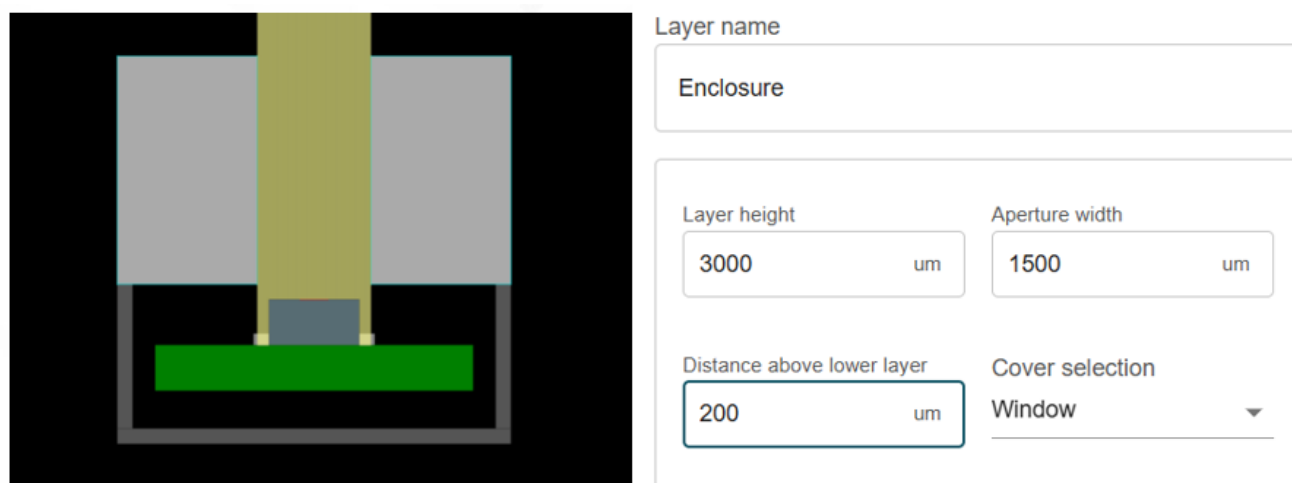 Layer name
Enclosure
Layer height
Aperture width
3000 um
1500 um
Distance above lower layer
Cover selection
200 um
Window